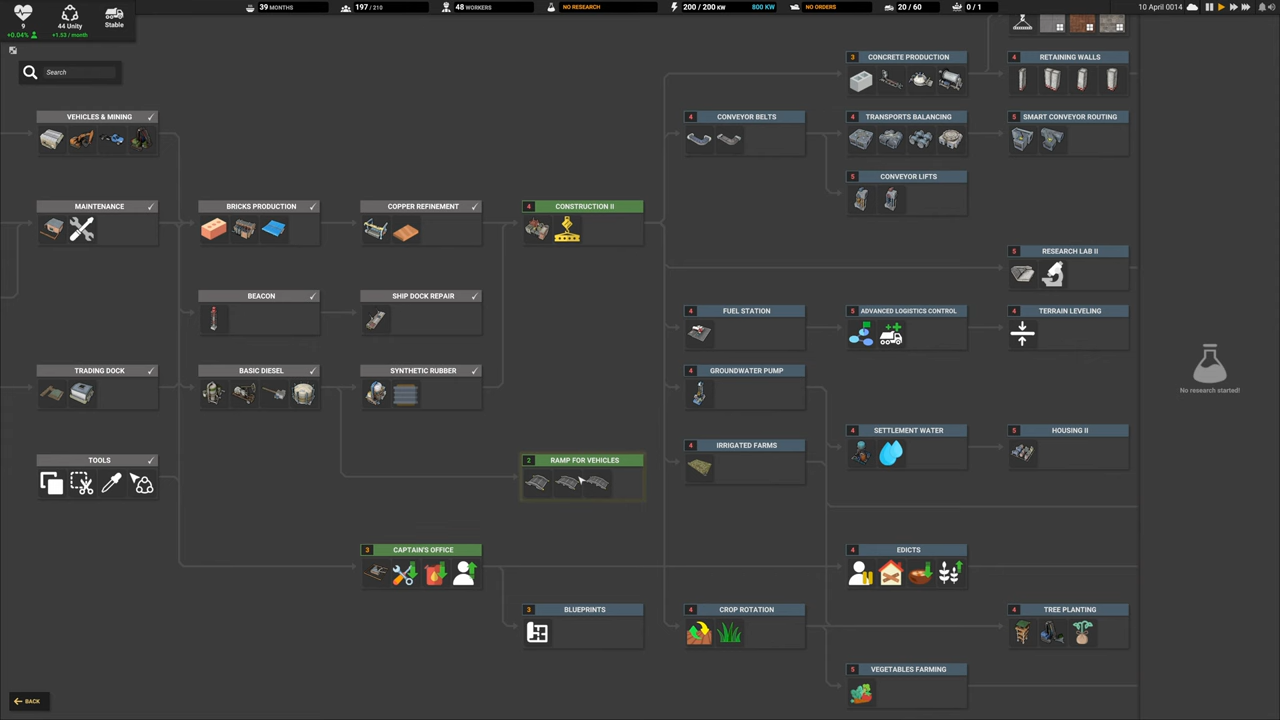 39 MONTHS
197 / 210
48 WORKERS
NO RESEARCH
200 / 200 KW
800 KW
NO ORDERS
20 / 60
0 / 1
10 April 0014
9
+0.04%
44 Unity
+1.53 / month
Stable
Search
VEHICLES & MINING
MAINTENANCE
TRADING DOCK
TOOLS
BRICKS PRODUCTION
BEACON
BASIC DIESEL
COPPER REFINEMENT
SHIP DOCK REPAIR
SYNTHETIC RUBBER
3 CAPTAIN'S OFFICE
4 CONSTRUCTION II
2 RAMP FOR VEHICLES
3 BLUEPRINTS
4 CONVEYOR BELTS
4 FUEL STATION
4 GROUNDWATER PUMP
4 IRRIGATED FARMS
4 CROP ROTATION
3 CONCRETE PRODUCTION
4 TRANSPORTS BALANCING
5 CONVEYOR LIFTS
5 ADVANCED LOGISTICS CONTROL
4 SETTLEMENT WATER
4 EDICTS
5 VEGETABLES FARMING
4 RETAINING WALLS
5 SMART CONVEYOR ROUTING
5 RESEARCH LAB II
4 TERRAIN LEVELING
5 HOUSING II
4 TREE PLANTING
No research started!
BACK